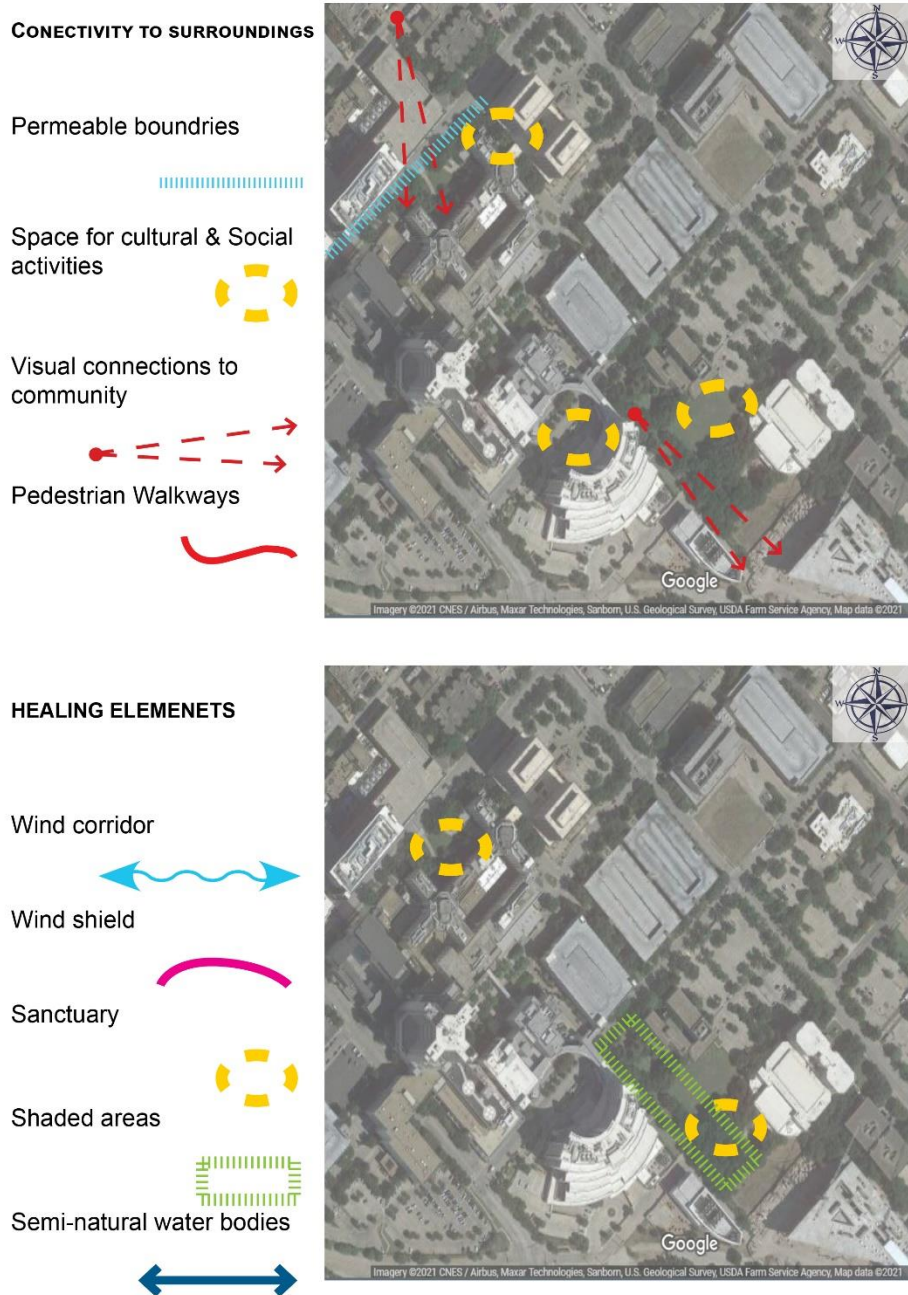 CONECTIVITY TO SURROUNDINGS
Permeable boundries
Space for cultural & Social
activities
Visual connections to
community
Pedestrian Walkways
N
W
E
S
Google
Imagery ©2021 CNES / Airbus, Maxar Technologies, Sanborn, U.S. Geological Survey, USDA Farm Service Agency, Map data ©2021
HEALING ELEMENETS
Wind corridor
Wind shield
Sanctuary
Shaded areas
Semi-natural water bodies
N
W
E
S
Google
Imagery ©2021 CNES / Airbus, Maxar Technologies, Sanborn, U.S. Geological Survey, USDA Farm Service Agency, Map data ©2021